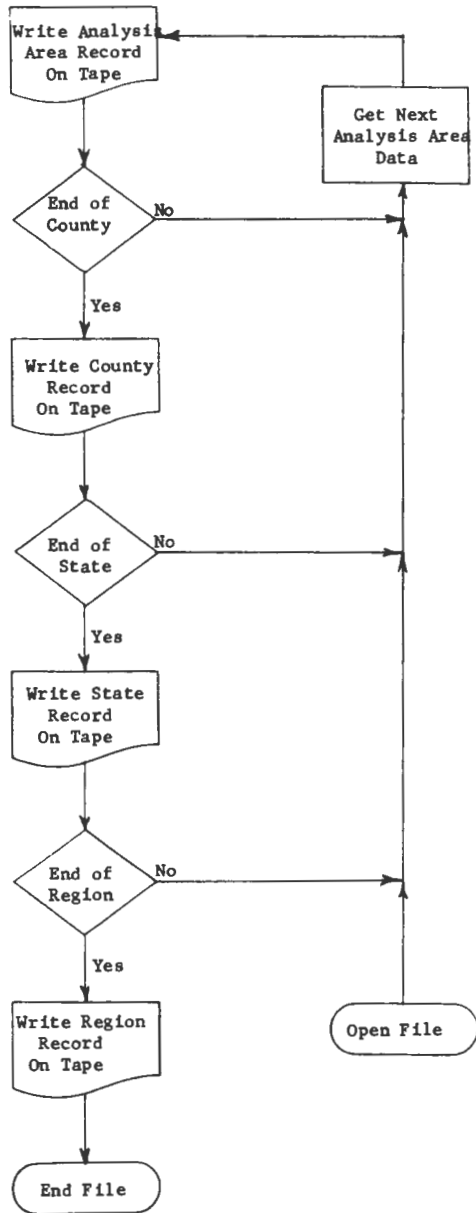 Write Analysis
Area Record
On Tape
Get Next
Analysis Area
Data
End of
County
No
Yes
Write County
Record
On Tape
End of
State
No
Yes
Write State
Record
On Tape
End of
Region
No
Yes
Write Region
Record
On Tape
Open File
End File